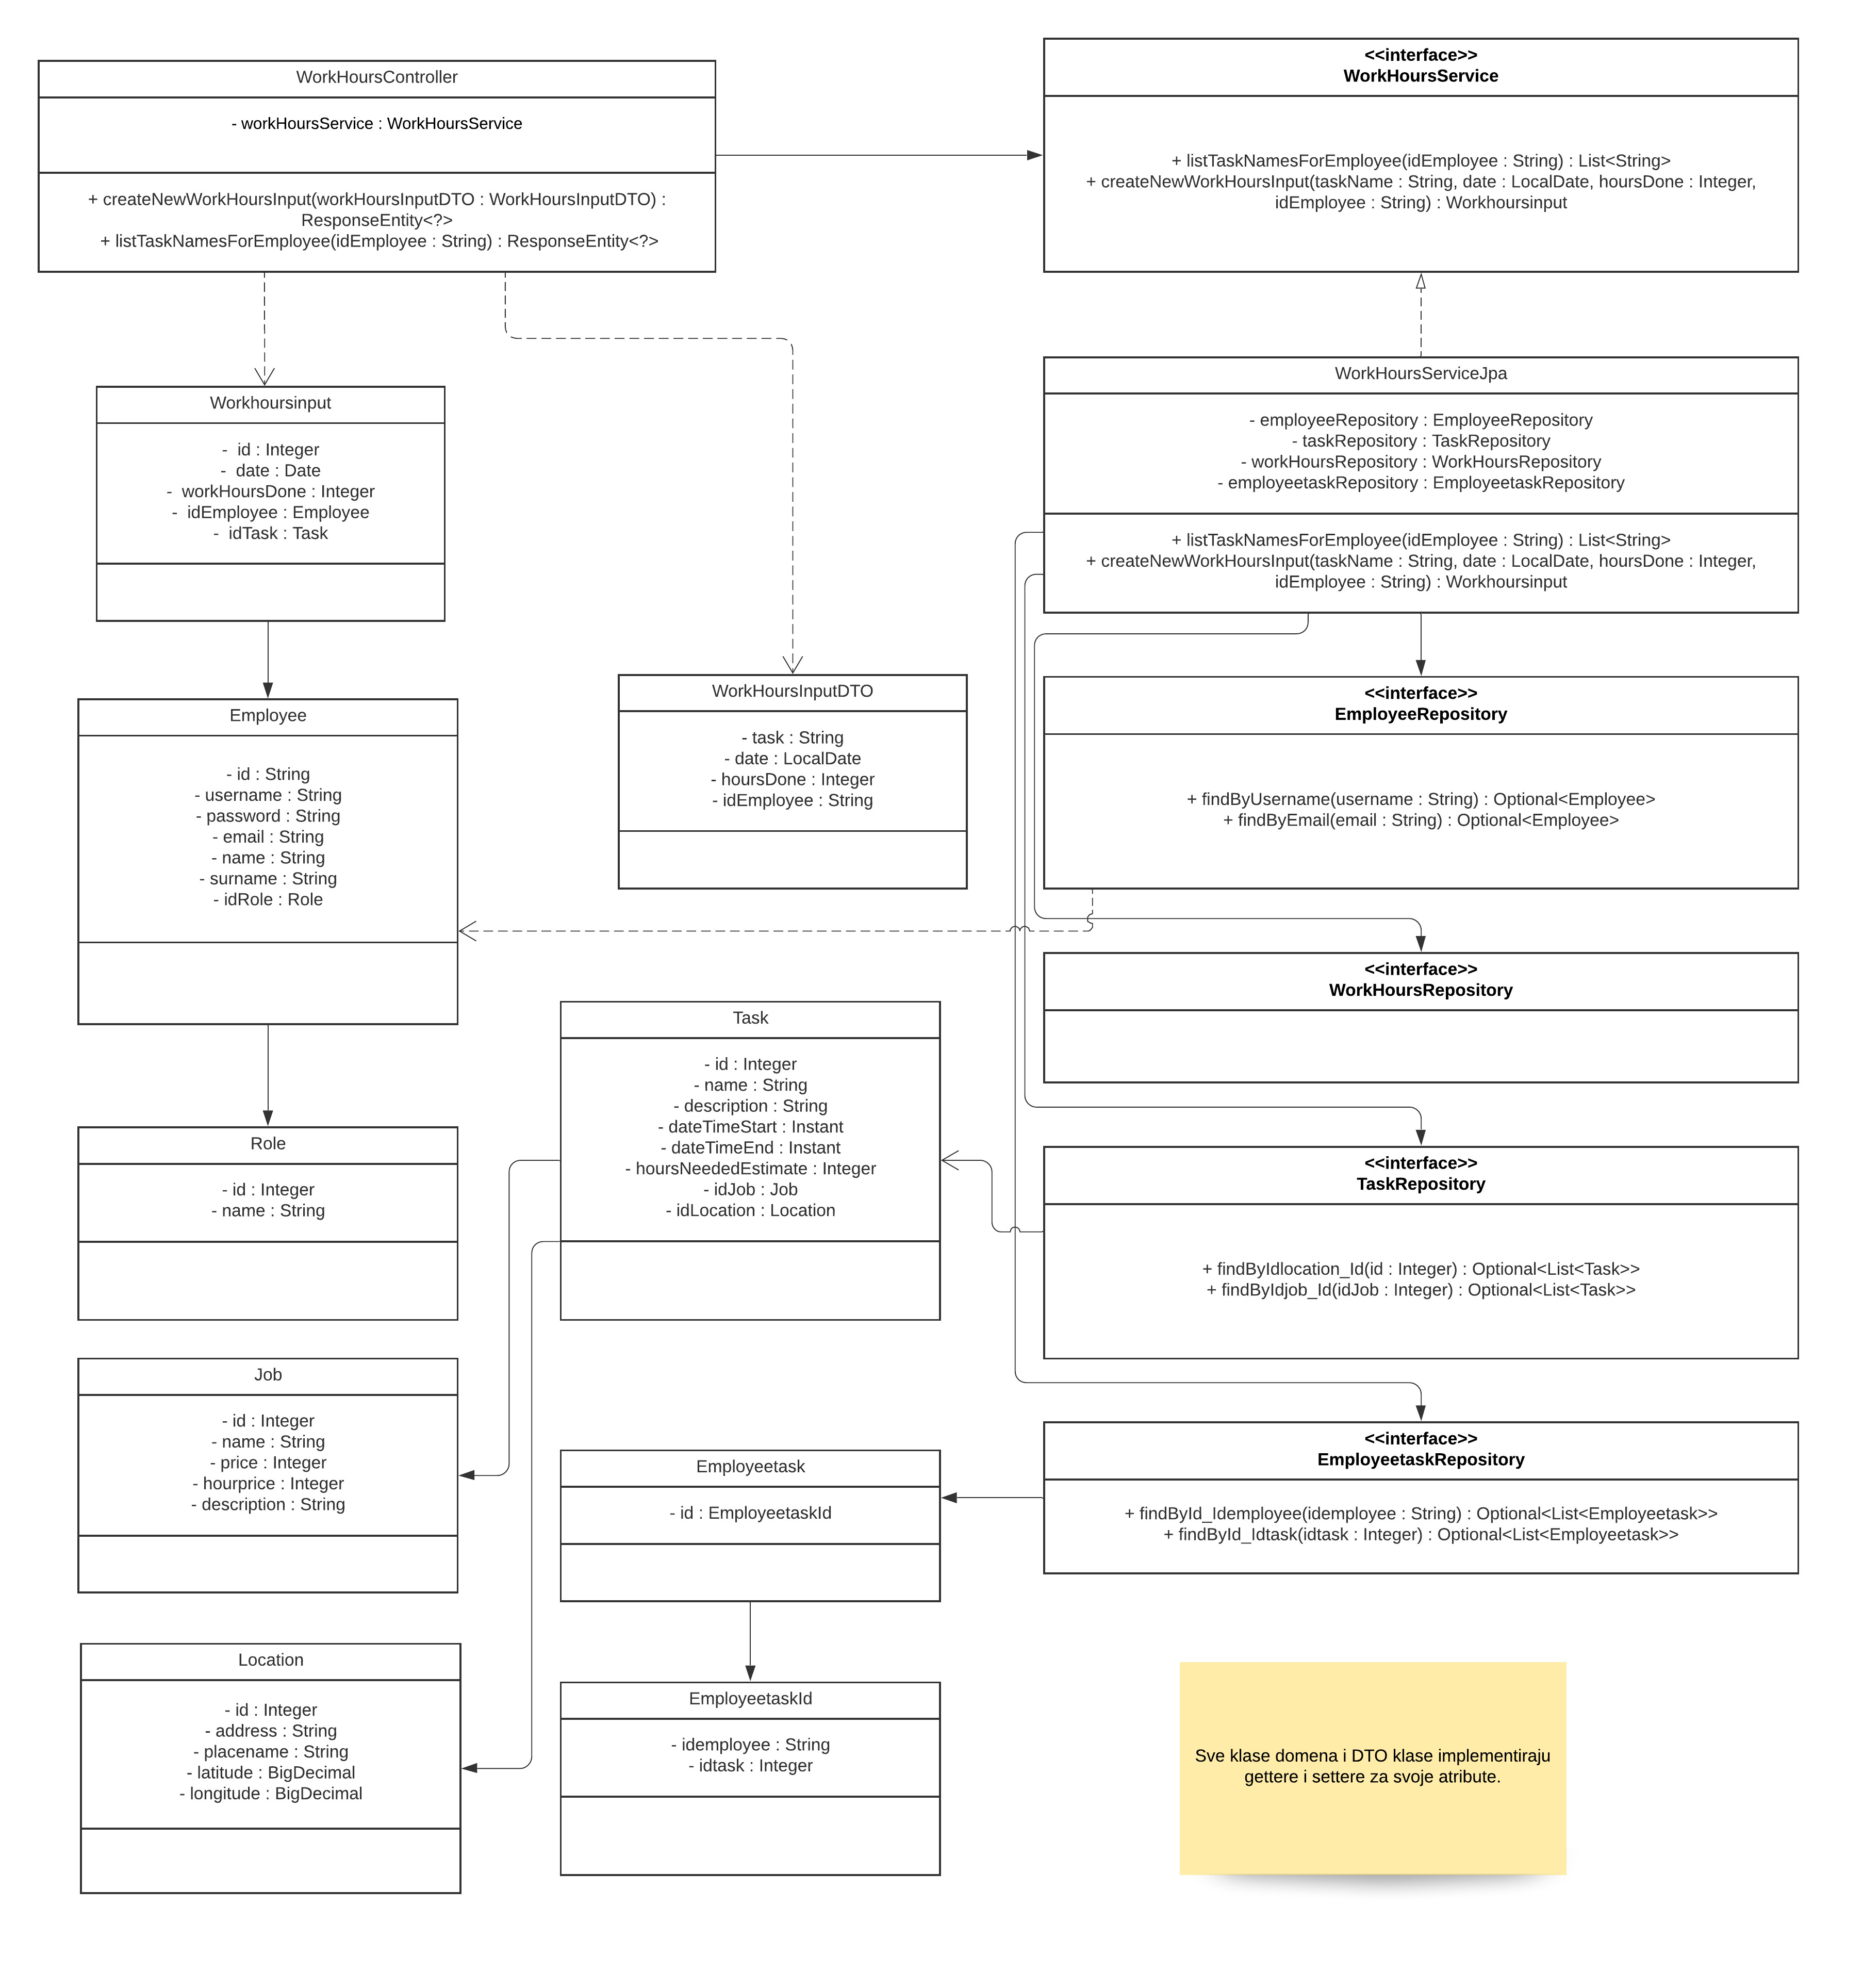 WorkHoursController
- workHoursService : WorkHoursService
+ createNewWorkHoursInput(workHoursInputDTO : WorkHoursInputDTO) :
ResponseEntity<?>
+ listTaskNamesForEmployee(idEmployee : String) : ResponseEntity<?>
<<interface>>
WorkHoursService
+ listTaskNamesForEmployee(idEmployee : String) : List<String>
+ createNewWorkHoursInput(taskName : String, date : LocalDate, hoursDone : Integer,
idEmployee : String) : Workhoursinput
Workhoursinput
- id : Integer
- date : Date
- workHoursDone : Integer
- idEmployee : Employee
- idTask : Task
WorkHoursServiceJpa
- employeeRepository : EmployeeRepository
- taskRepository : TaskRepository
- workHoursRepository : WorkHoursRepository
- employeetaskRepository : EmployeetaskRepository
+ listTaskNamesForEmployee(idEmployee : String) : List<String>
+ createNewWorkHoursInput(taskName : String, date : LocalDate, hoursDone : Integer,
idEmployee : String) : Workhoursinput
Employee
- id : String
- username : String
- password : String
- email : String
- name : String
- surname : String
- idRole : Role
WorkHoursInputDTO
- task : String
- date : LocalDate
- hoursDone : Integer
- idEmployee : String
<<interface>>
EmployeeRepository
+ findByUsername(username : String) : Optional<Employee>
+ findByEmail(email : String) : Optional<Employee>
<<interface>>
WorkHoursRepository
Task
- id : Integer
- name : String
- description : String
- dateTimeStart : Instant
- dateTimeEnd : Instant
- hoursNeededEstimate : Integer
- idJob : Job
- idLocation : Location
Role
- id : Integer
- name : String
<<interface>>
TaskRepository
+ findByIdlocation_Id(id : Integer) : Optional<List<Task>>
+ findByIdjob_Id(idJob : Integer) : Optional<List<Task>>
Job
- id : Integer
- name : String
- price : Integer
- hourprice : Integer
- description : String
Employeetask
- id : EmployeetaskId
<<interface>>
EmployeetaskRepository
+ findById_Idemployee(idemployee : String) : Optional<List<Employeetask>>
+ findById_Idtask(idtask : Integer) : Optional<List<Employeetask>>
Location
- id : Integer
- address : String
- placename : String
- latitude : BigDecimal
- longitude : BigDecimal
EmployeetaskId
- idemployee : String
- idtask : Integer
Sve klase domena i DTO klase implementiraju
gettere i settere za svoje atribute.